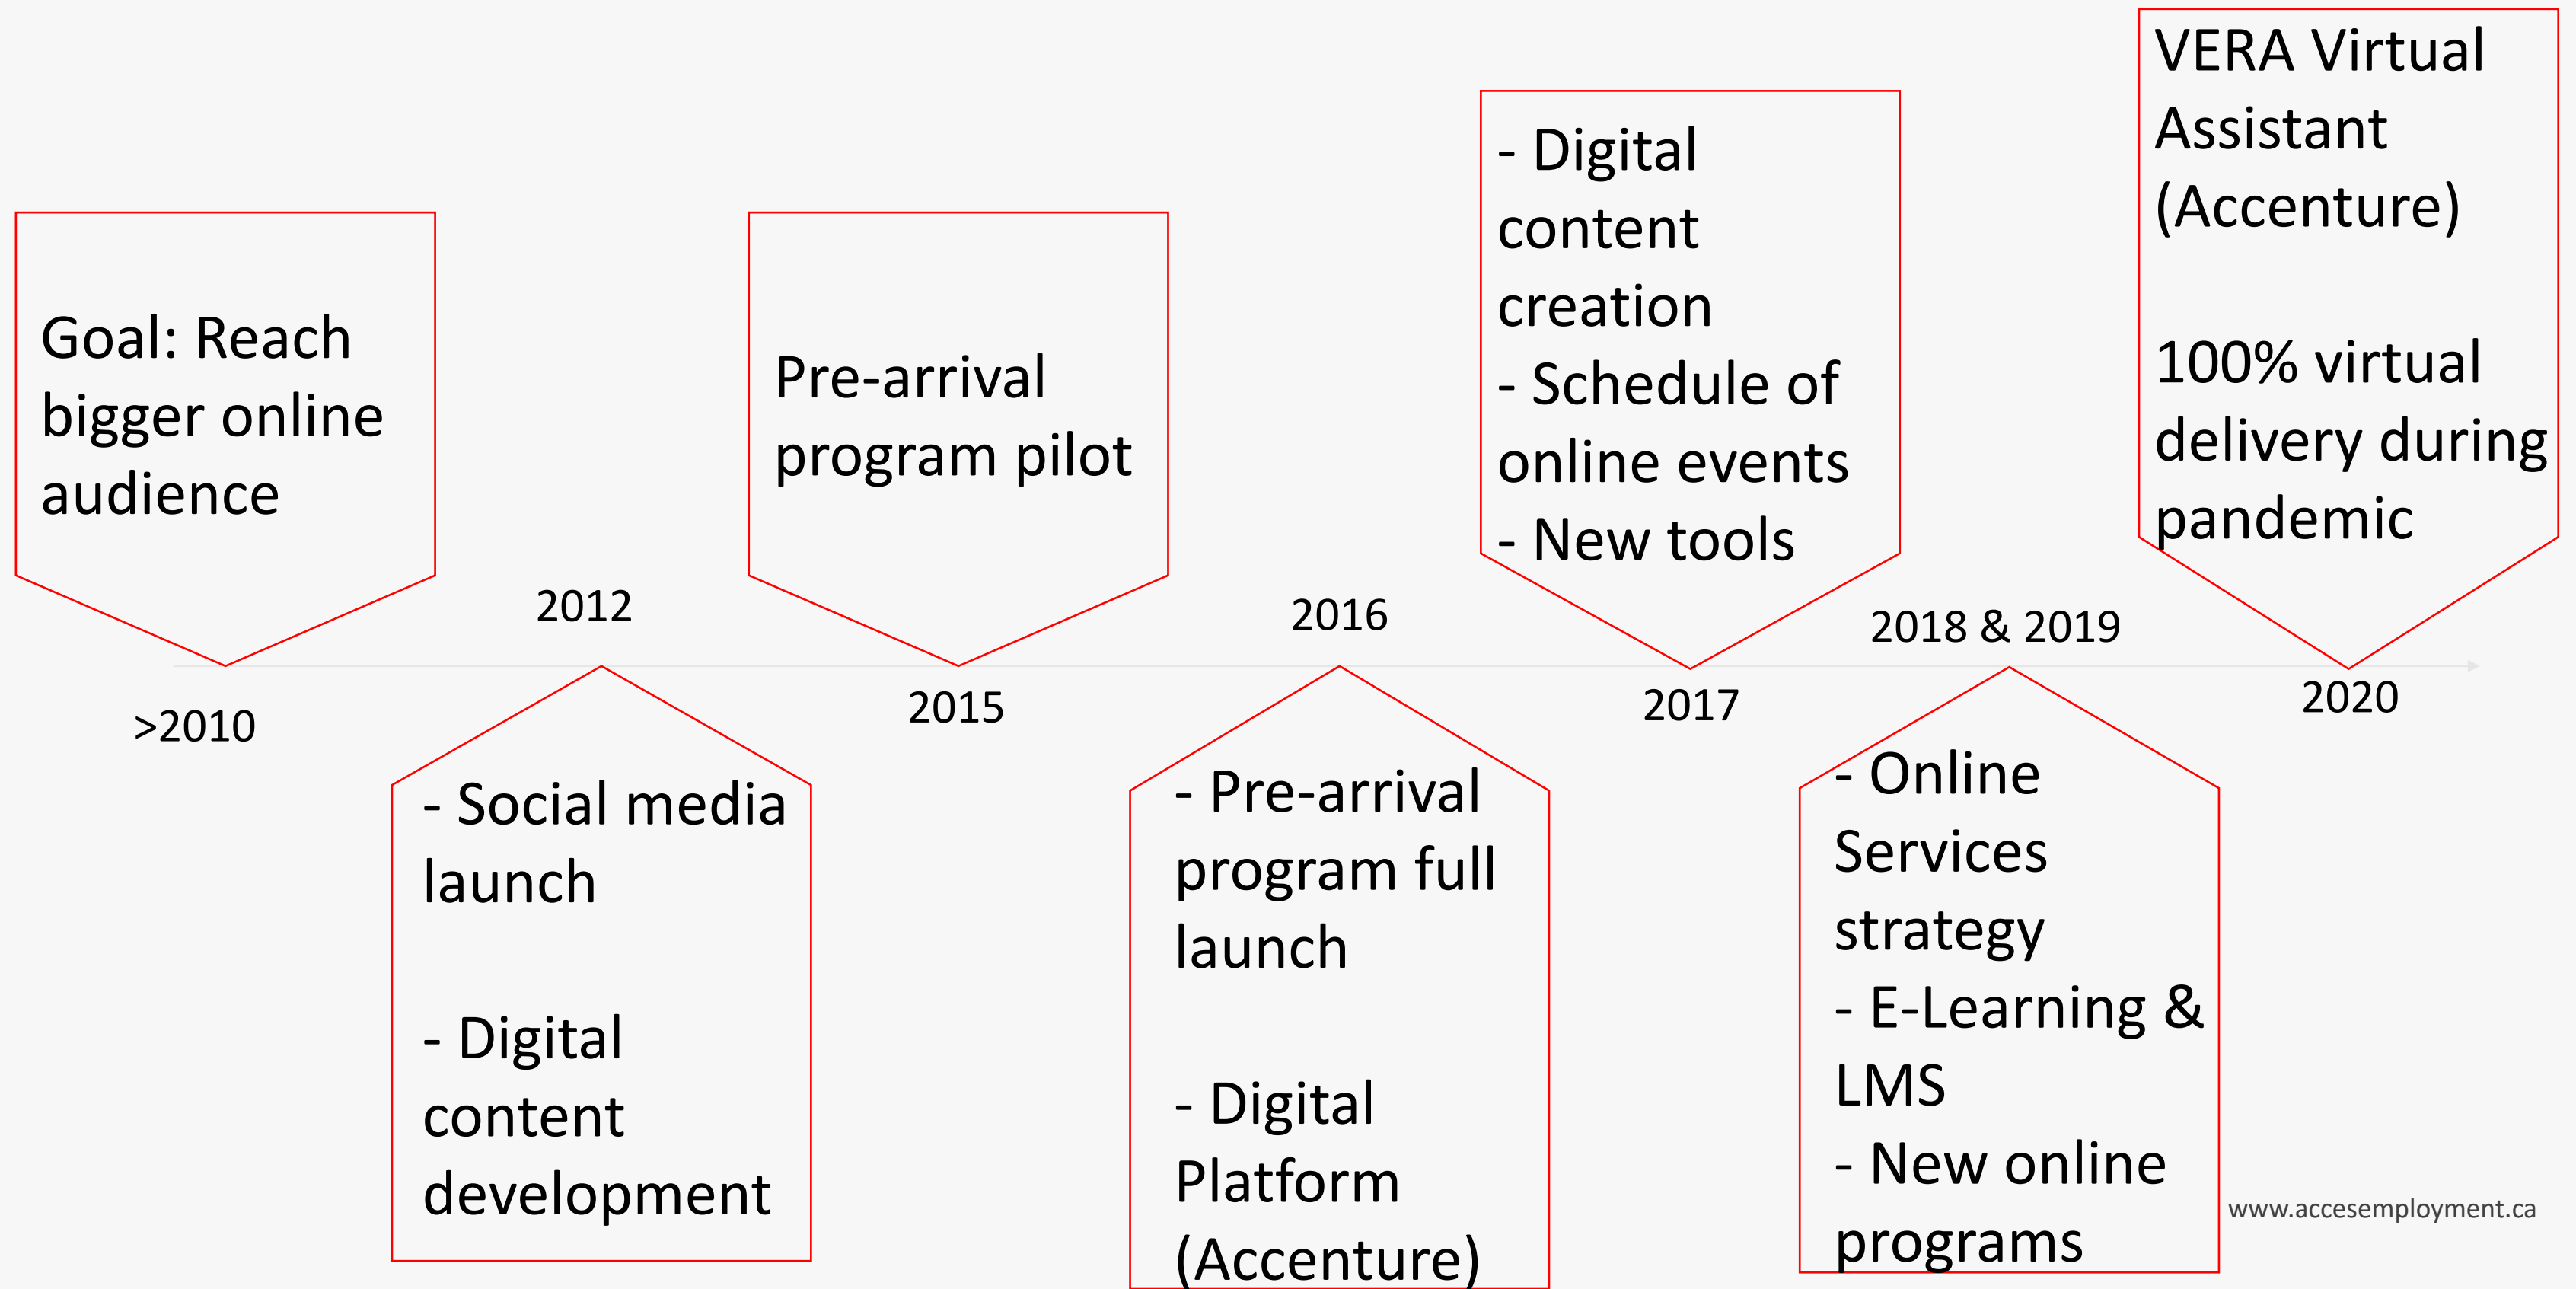 Goal: Reach
bigger online
audience
>2010
2012
- Social media
launch
- Digital
content
development
Pre-arrival
program pilot
2015
2016
- Pre-arrival
program full
launch
- Digital
Platform
(Accenture)
- Digital
content
creation
- Schedule of
online events
- New tools
2017
2018 & 2019
- Online
Services
strategy
- E-Learning &
LMS
- New online
programs
VERA Virtual
Assistant
(Accenture)
100% virtual
delivery during
pandemic
2020
www.accesemployment.ca